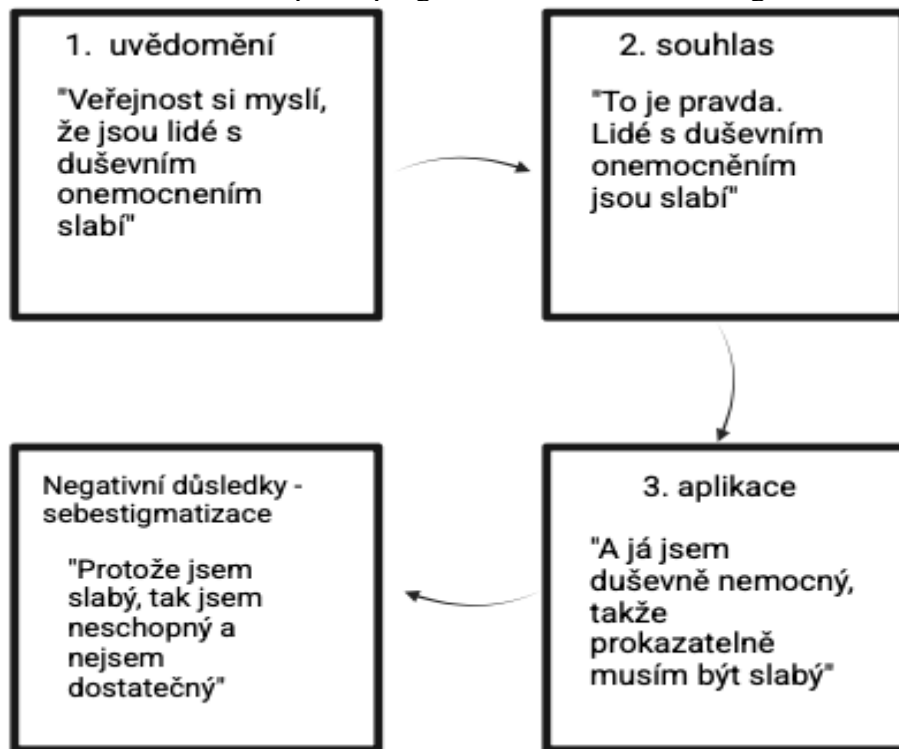 1. uvědomění
"Veřejnost si myslí,
že jsou lidé s
duševním
onemocnením
slabí"
2. souhlas
"To je pravda.
Lidé s duševním
onemocněním
jsou slabí"
3. aplikace
"A já jsem
duševně nemocný,
takže
prokazatelně
musím být slabý"
Negativní důsledky -
sebestigmatizace
"Protože jsem
slabý, tak jsem
neschopný a
nejsem
dostatečný"